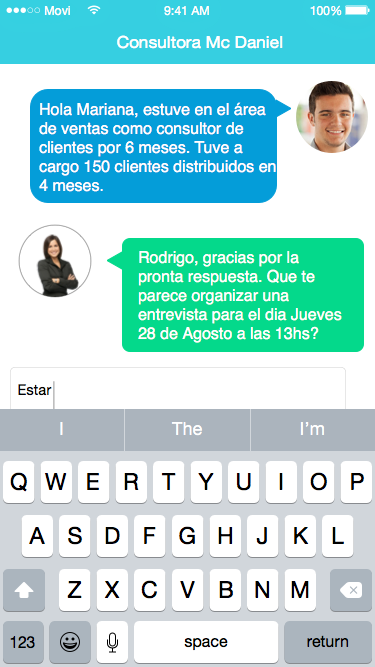 Movi 9:41 AM 100%
Consultora Mc Daniel
Hola Mariana, estuve en el área
de ventas como consultor de
clientes por 6 meses. Tuve a
cargo 150 clientes distribuidos en
4 meses.
Rodrigo, gracias por la
pronta respuesta. Que te
parece organizar una
entrevista para el dia Jueves
28 de Agosto a las 13hs?
Estar
I The I'm
Q W E R T Y U I O P
A S D F G H J K L
Z X C V B N M
123 space return